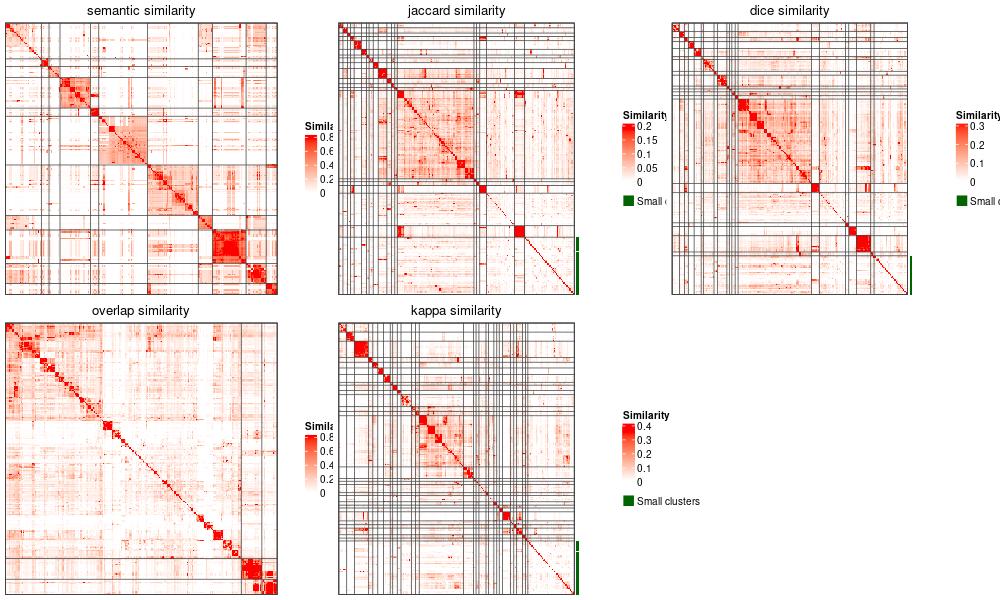 semantic similarity
jaccard similarity
dice similarity
Simila
0.8
0.6
0.4
0.2
0
Similarity
0.2
0.15
0.1
0.05
0
Small c
Similarity
0.3
0.2
0.1
0
Small c
overlap similarity
kappa similarity
Simila
0.8
0.6
0.4
0.2
0
Similarity
0.4
0.3
0.2
0.1
0
Small clusters